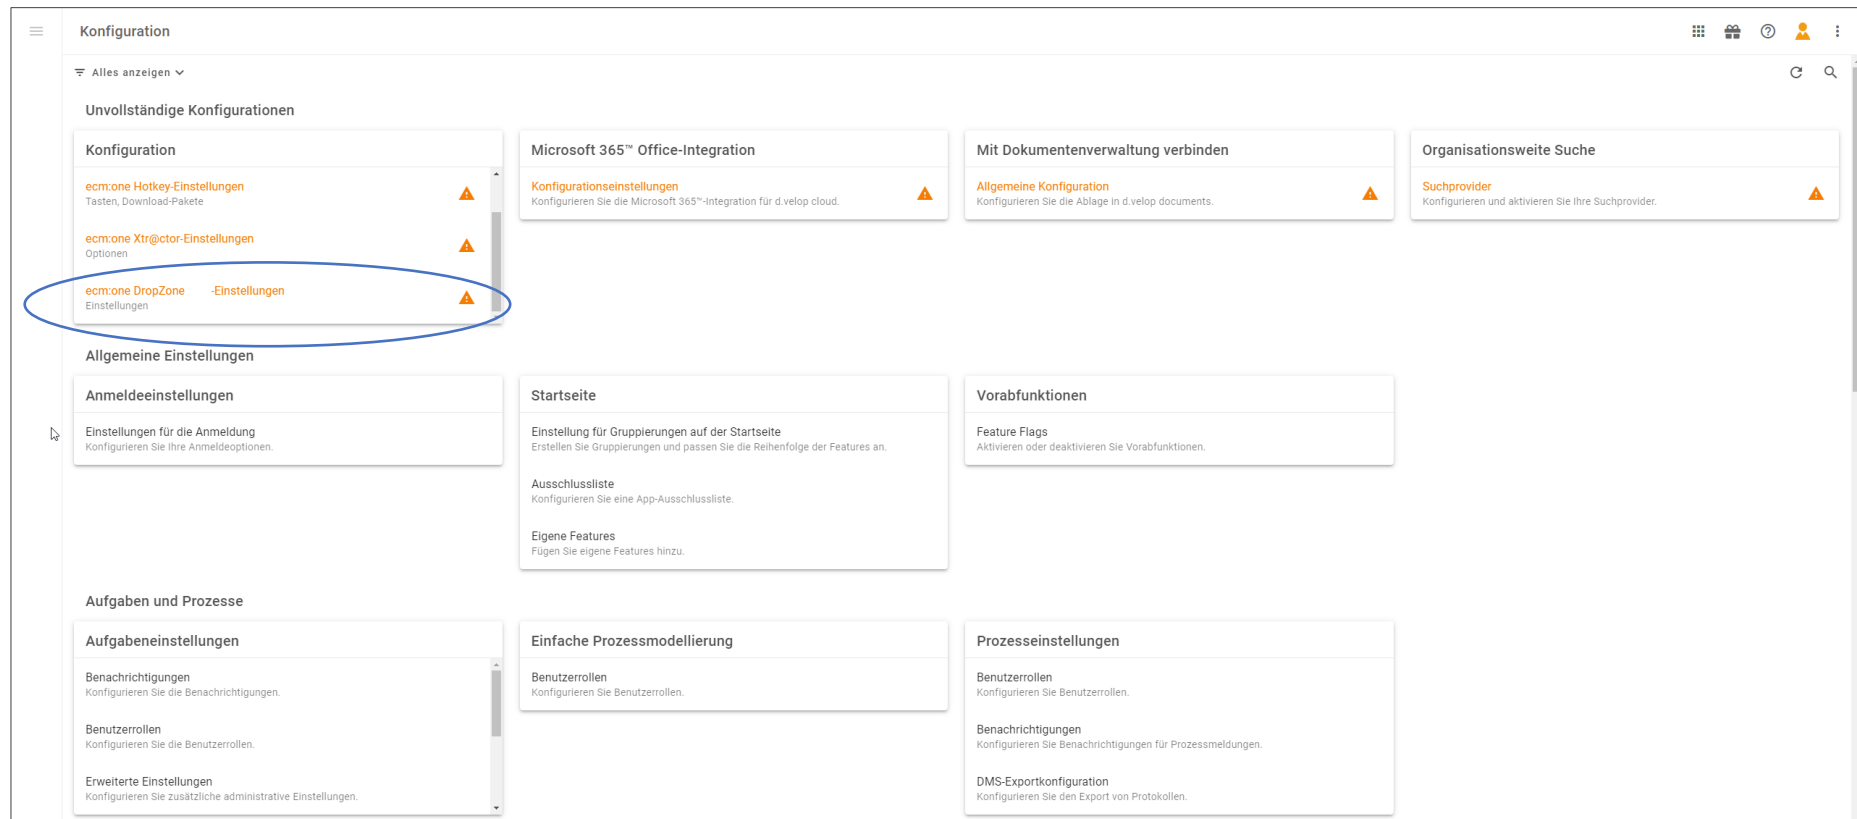 Konfiguration
Alles anzeigen
Unvollständige Konfigurationen
Konfiguration
ecm:one Hotkey-Einstellungen
Tasten, Download-Pakete
ecm:one Xtr@ctor-Einstellungen
Optionen
ecm:one DropZone -Einstellungen
Einstellungen
Microsoft 365™ Office-Integration
Konfigurationseinstellungen
Konfigurieren Sie die Microsoft 365™-Integration für d.velop cloud.
Mit Dokumentenverwaltung verbinden
Allgemeine Konfiguration
Konfigurieren Sie die Ablage in d.velop documents.
Organisationsweite Suche
Suchprovider
Konfigurieren und aktivieren Sie Ihre Suchprovider.
Allgemeine Einstellungen
Anmeldeeinstellungen
Einstellungen für die Anmeldung
Konfigurieren Sie Ihre Anmeldeoptionen.
Startseite
Einstellung für Gruppierungen auf der Startseite
Erstellen Sie Gruppierungen und passen Sie die Reihenfolge der Features an.
Ausschlussliste
Konfigurieren Sie eine App-Ausschlussliste.
Eigene Features
Fügen Sie eigene Features hinzu.
Vorabfunktionen
Feature Flags
Aktivieren oder deaktivieren Sie Vorabfunktionen.
Aufgaben und Prozesse
Aufgabeneinstellungen
Benachrichtigungen
Konfigurieren Sie die Benachrichtigungen.
Benutzerrollen
Konfigurieren Sie die Benutzerrollen.
Erweiterte Einstellungen
Konfigurieren Sie zusätzliche administrative Einstellungen.
Einfache Prozessmodellierung
Benutzerrollen
Konfigurieren Sie Benutzerrollen.
Prozesseinstellungen
Benutzerrollen
Konfigurieren Sie Benutzerrollen.
Benachrichtigungen
Konfigurieren Sie Benachrichtigungen für Prozessmeldungen.
DMS-Exportkonfiguration
Konfigurieren Sie den Export von Protokollen.